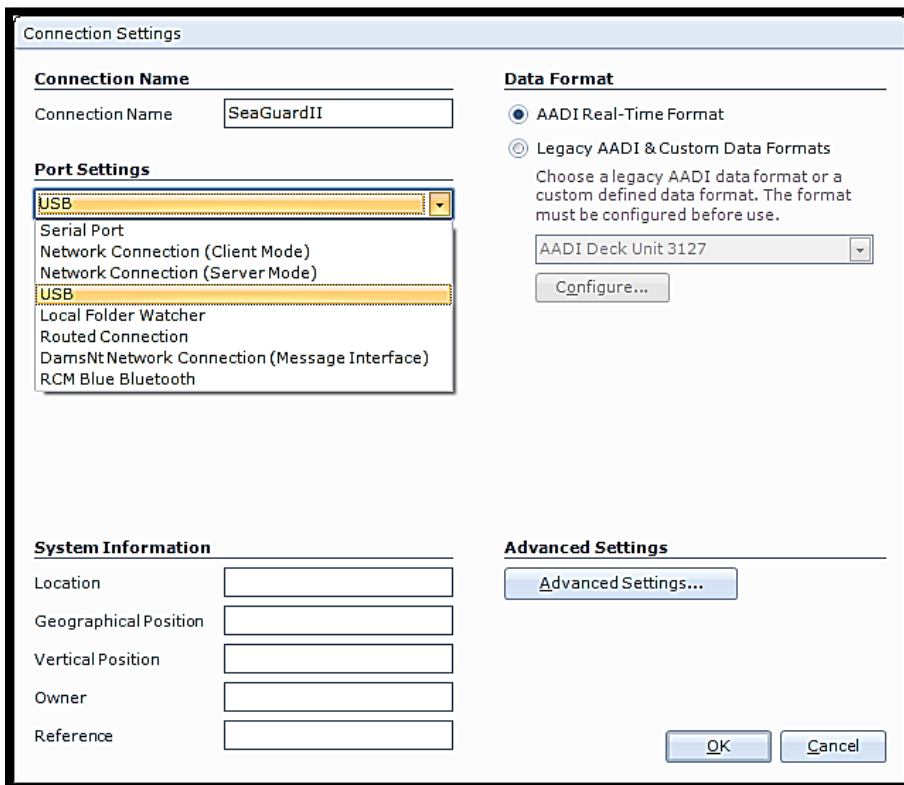 Connection Settings
Connection Name
Connection Name SeaGuardII
Port Settings
USB
Serial Port
Network Connection (Client Mode)
Network Connection (Server Mode)
USB
Local Folder Watcher
Routed Connection
DamsNt Network Connection (Message Interface)
RCM Blue Bluetooth
Data Format
AADI Real-Time Format
Legacy AADI & Custom Data Formats
Choose a legacy AADI data format or a
custom defined data format. The format
must be configured before use.
AADI Deck Unit 3127
Configure...
System Information
Location
Geographical Position
Vertical Position
Owner
Reference
Advanced Settings
Advanced Settings...
OK Cancel